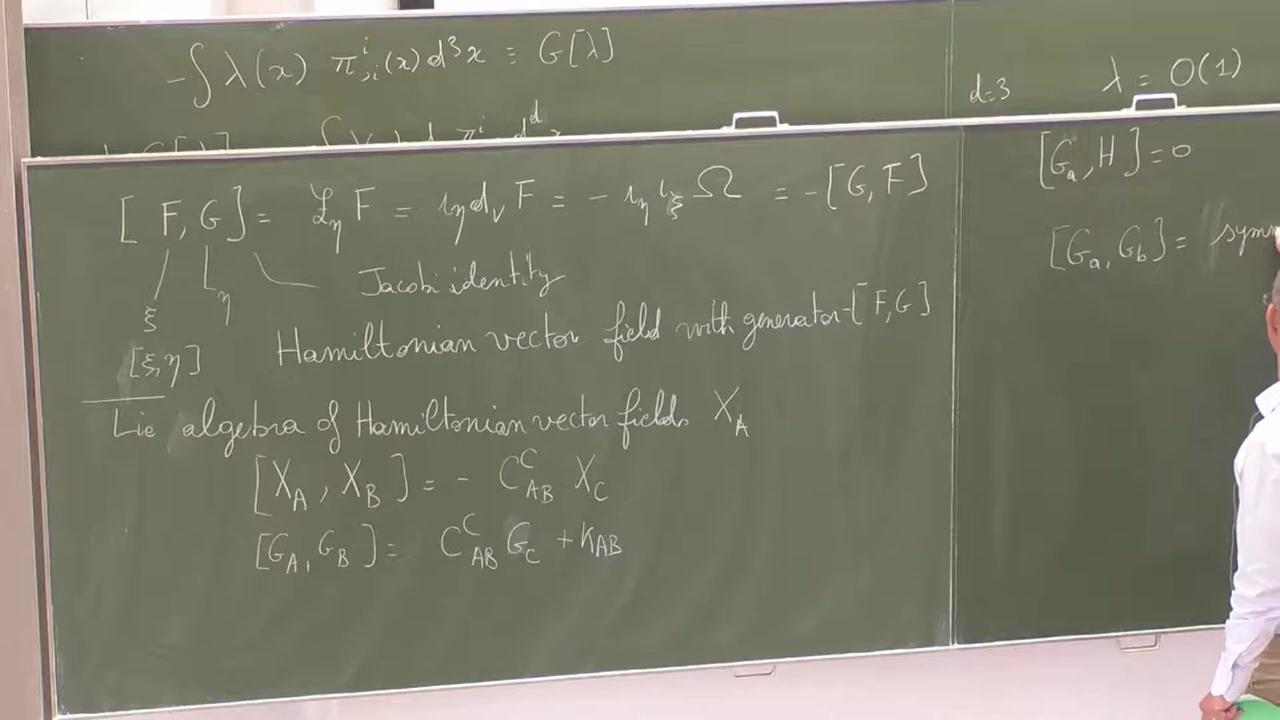 -∫ λ(x) π^i_{,i}(x) d³x = G[λ]
d=3
λ = O(1)
[F, G] = ℒ_η F = ι_η d_V F = - ι_η ι_ξ Ω = -[G, F]
ξ η Jacobi identity
[ξ,η] Hamiltonian vector field with generator -[F,G]
Lie algebra of Hamiltonian vector fields X_A
[X_A, X_B] = - C^C_{AB} X_C
[G_A, G_B] = C^C_{AB} G_C + K_{AB}
[G_a, H] = 0
[G_a, G_b] = symm